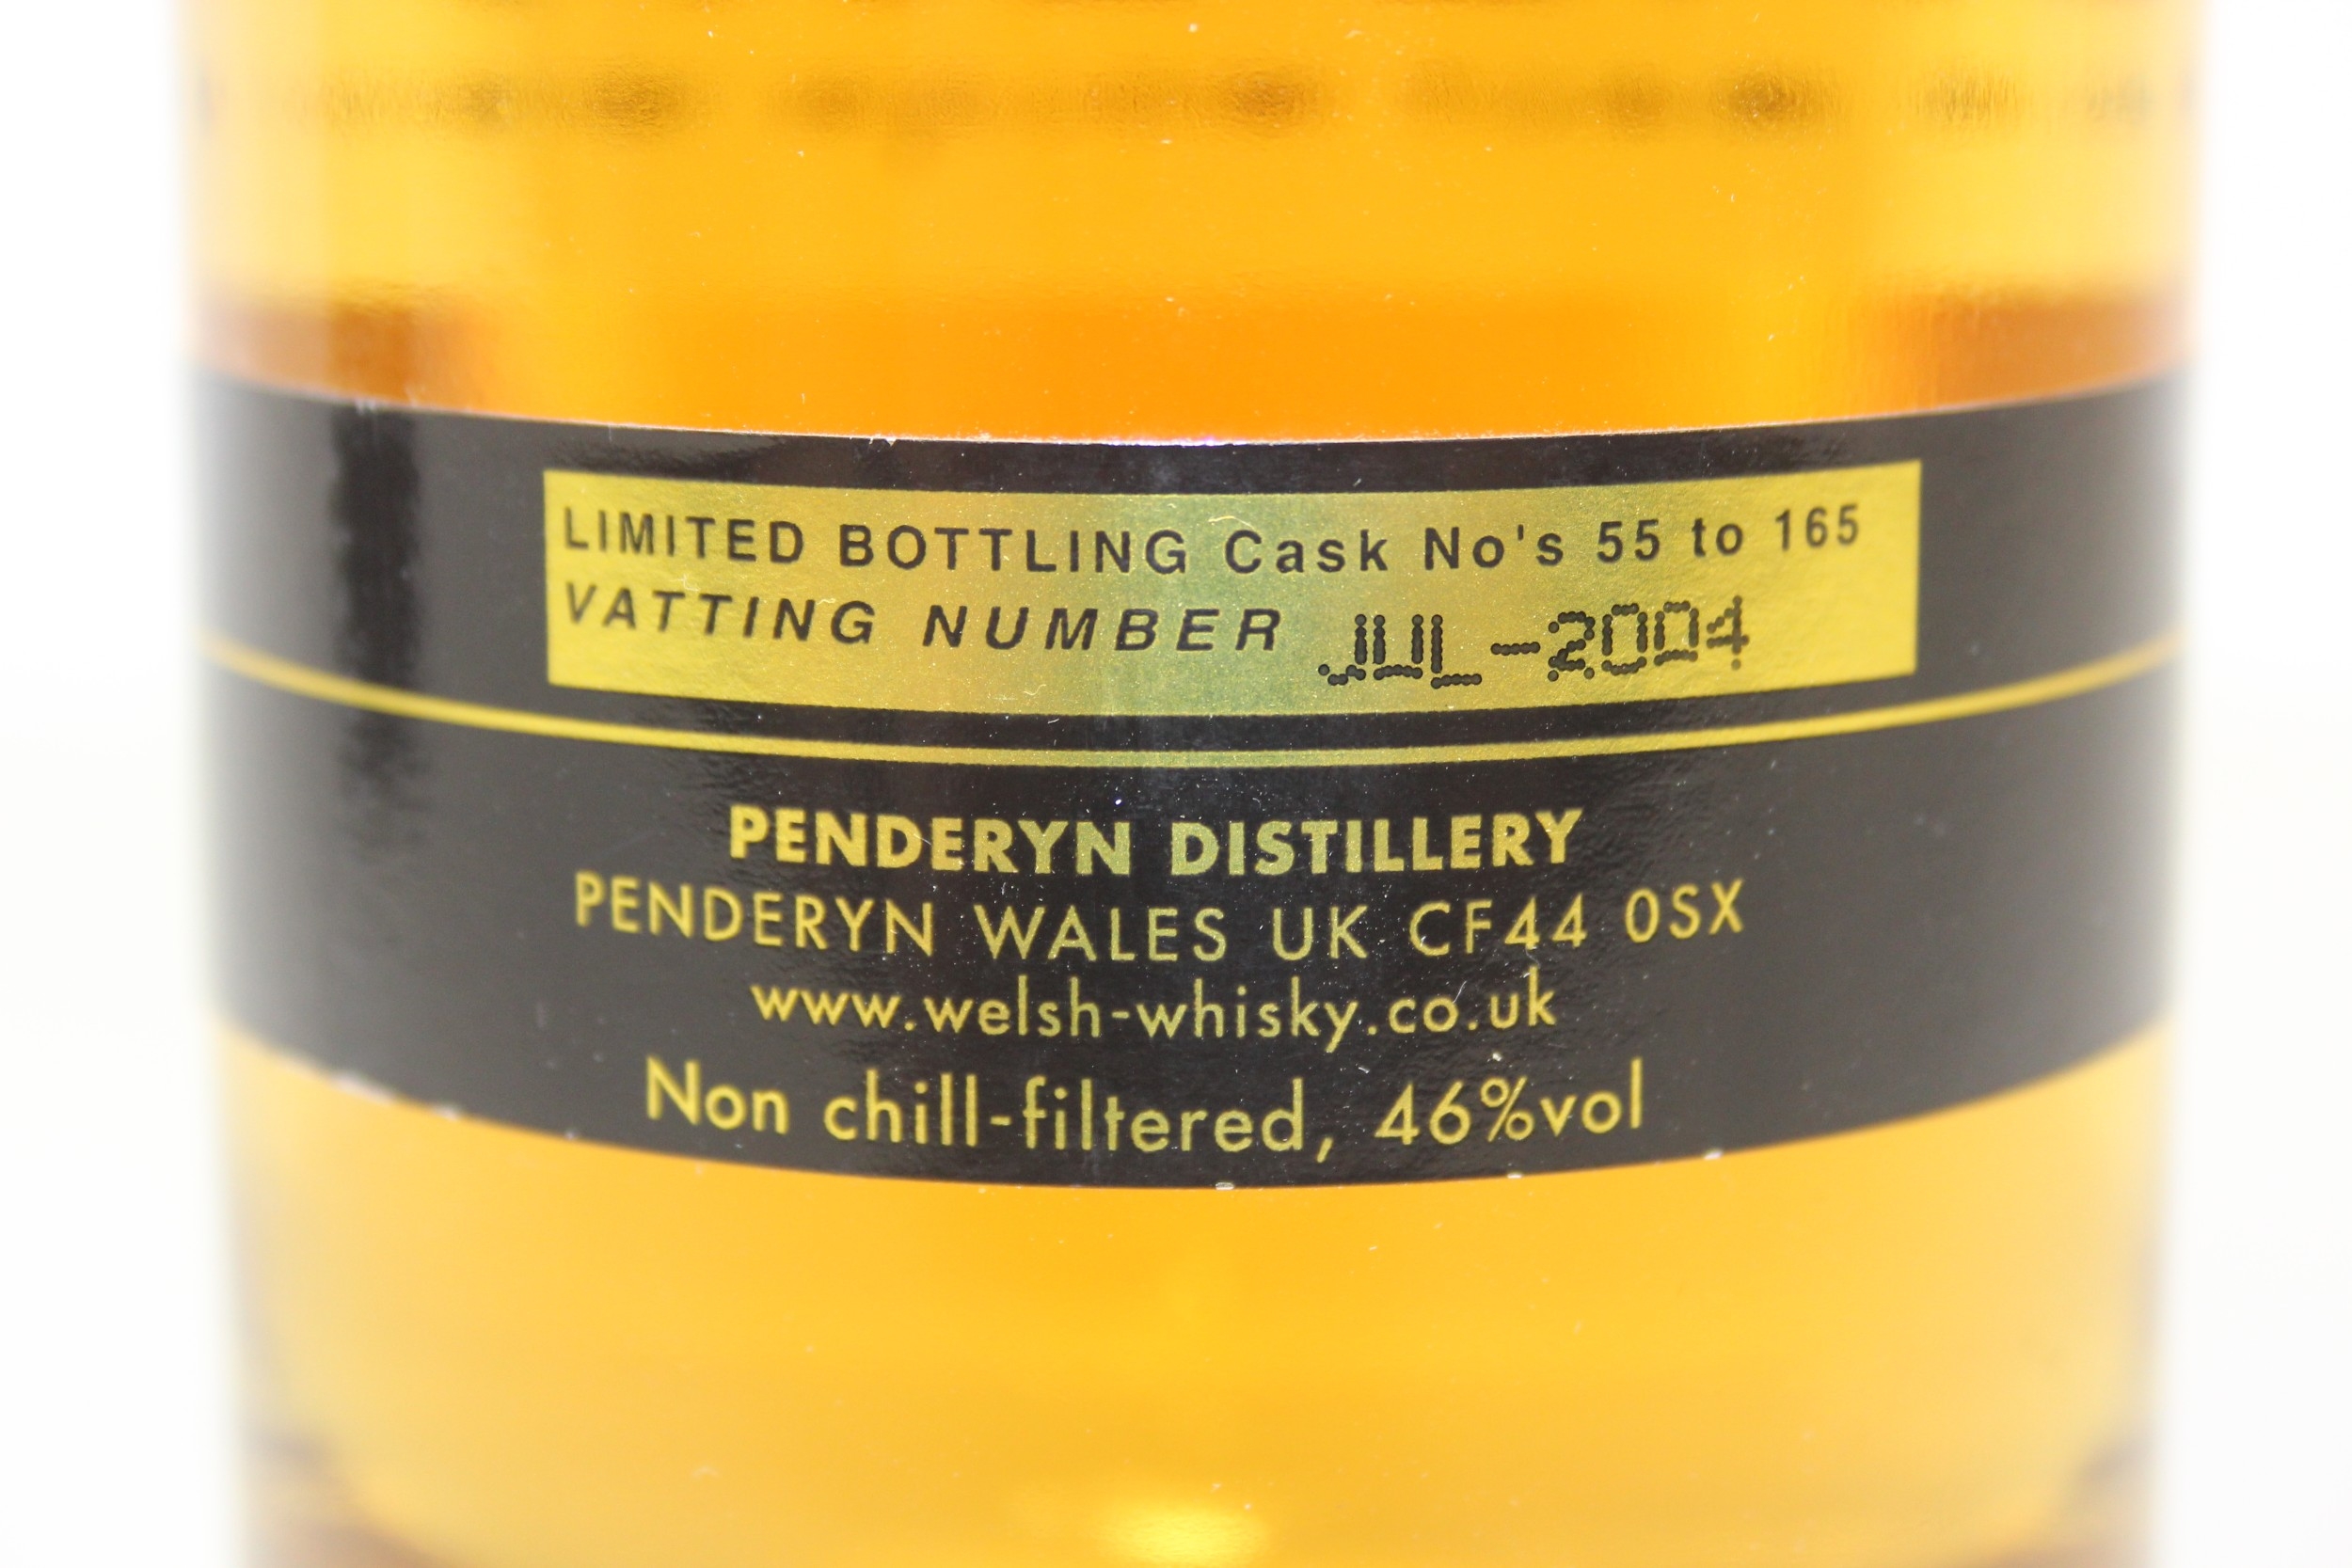 LIMITED BOTTLING Cask No's 55 to 165
VATTING NUMBER JUL-2004
PENDERYN DISTILLERY
PENDERYN WALES UK CF44 0SX
www.welsh-whisky.co.uk
Non chill-filtered, 46%vol